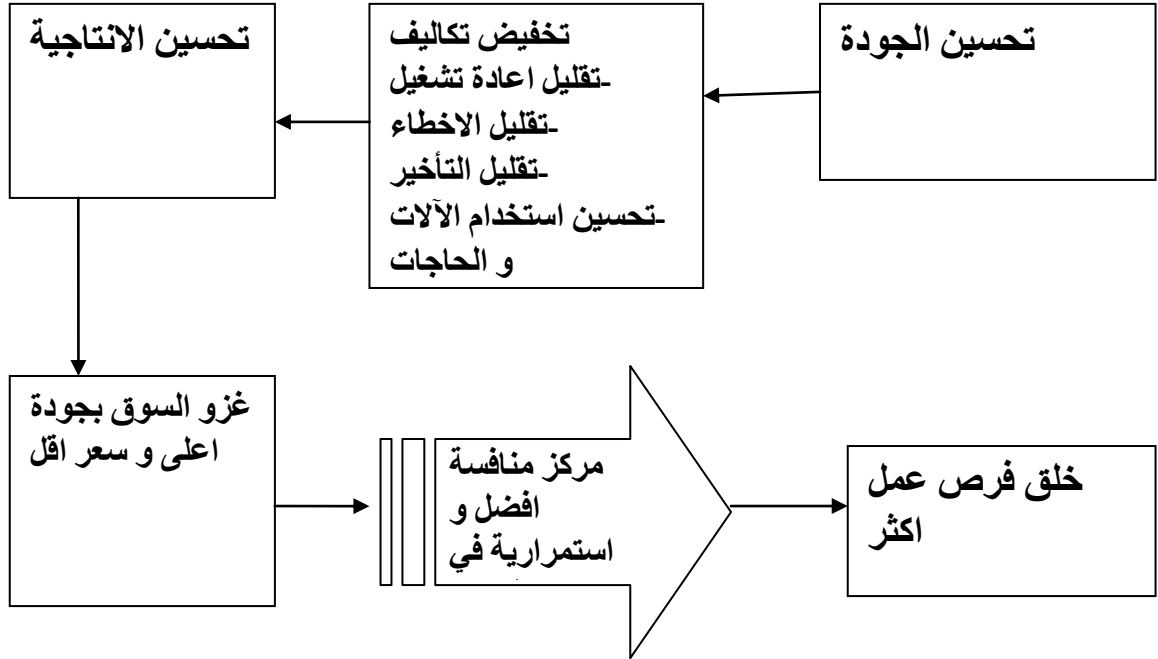 تحسين الجودة
تخفيض تكاليف
-تقليل اعادة تشغيل
-تقليل الاخطاء
-تقليل التأخير
-تحسين استخدام الآلات
و الحاجات
تحسين الانتاجية
غزو السوق بجودة
اعلى و سعر اقل
مركز منافسة
افضل و
استمرارية في
خلق فرص عمل
اكثر